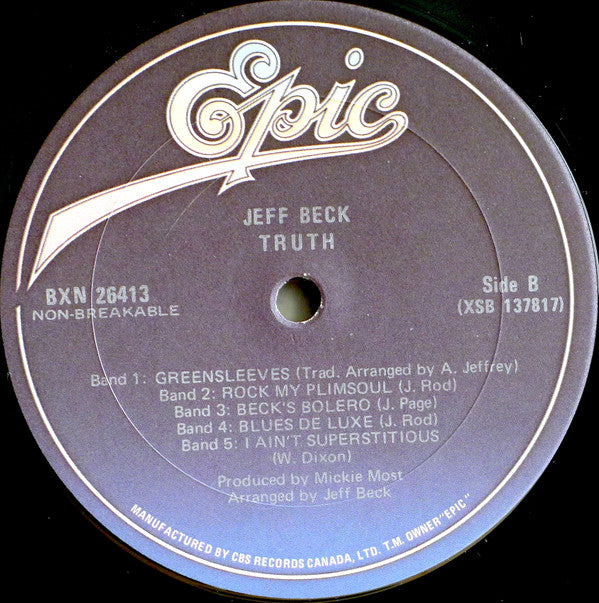 Epic
JEFF BECK
TRUTH
BXN 26413
NON-BREAKABLE
Side B
(XSB 137817)
Band 1: GREENSLEEVES (Trad. Arranged by A. Jeffrey)
Band 2: ROCK MY PLIMSOUL (J. Rod)
Band 3: BECK'S BOLERO (J. Page)
Band 4: BLUES DE LUXE (J. Rod)
Band 5: I AIN'T SUPERSTITIOUS
(W. Dixon)
Produced by Mickie Most
Arranged by Jeff Beck
MANUFACTURED BY CBS RECORDS CANADA, LTD. T.M. OWNER "EPIC"